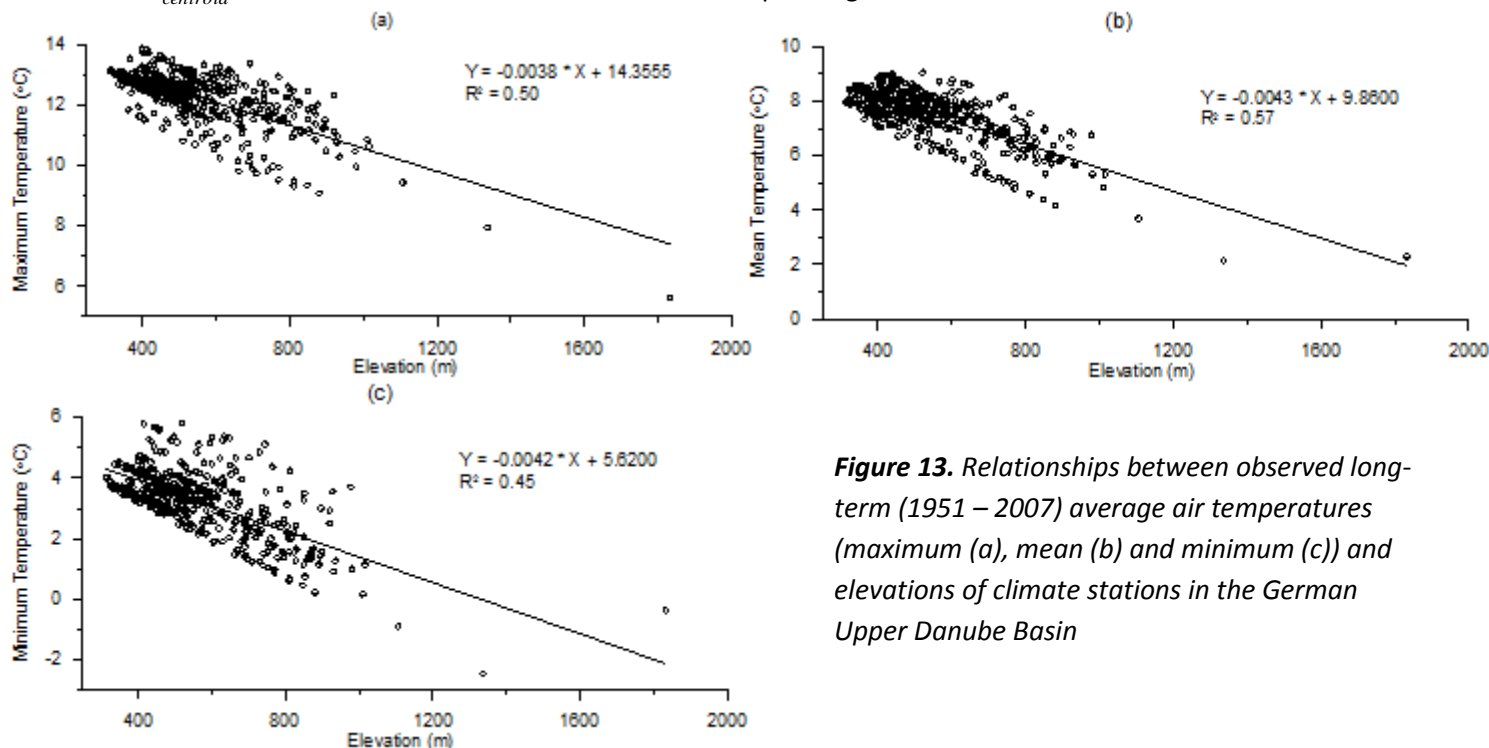 centroid
(a)
14
12
10
8
6
Maximum Temperature (∘C)
Y = -0.0038 * X + 14.3555
R² = 0.50
400 800 1200 1600 2000
Elevation (m)
(b)
10
8
6
4
2
0
Mean Temperature (∘C)
Y = -0.0043 * X + 9.8600
R² = 0.57
400 800 1200 1600 2000
Elevation (m)
(c)
6
4
2
0
-2
Minimum Temperature (∘C)
Y = -0.0042 * X + 5.6200
R² = 0.45
400 800 1200 1600 2000
Elevation (m)
Figure 13. Relationships between observed long-
term (1951 – 2007) average air temperatures
(maximum (a), mean (b) and minimum (c)) and
elevations of climate stations in the German
Upper Danube Basin